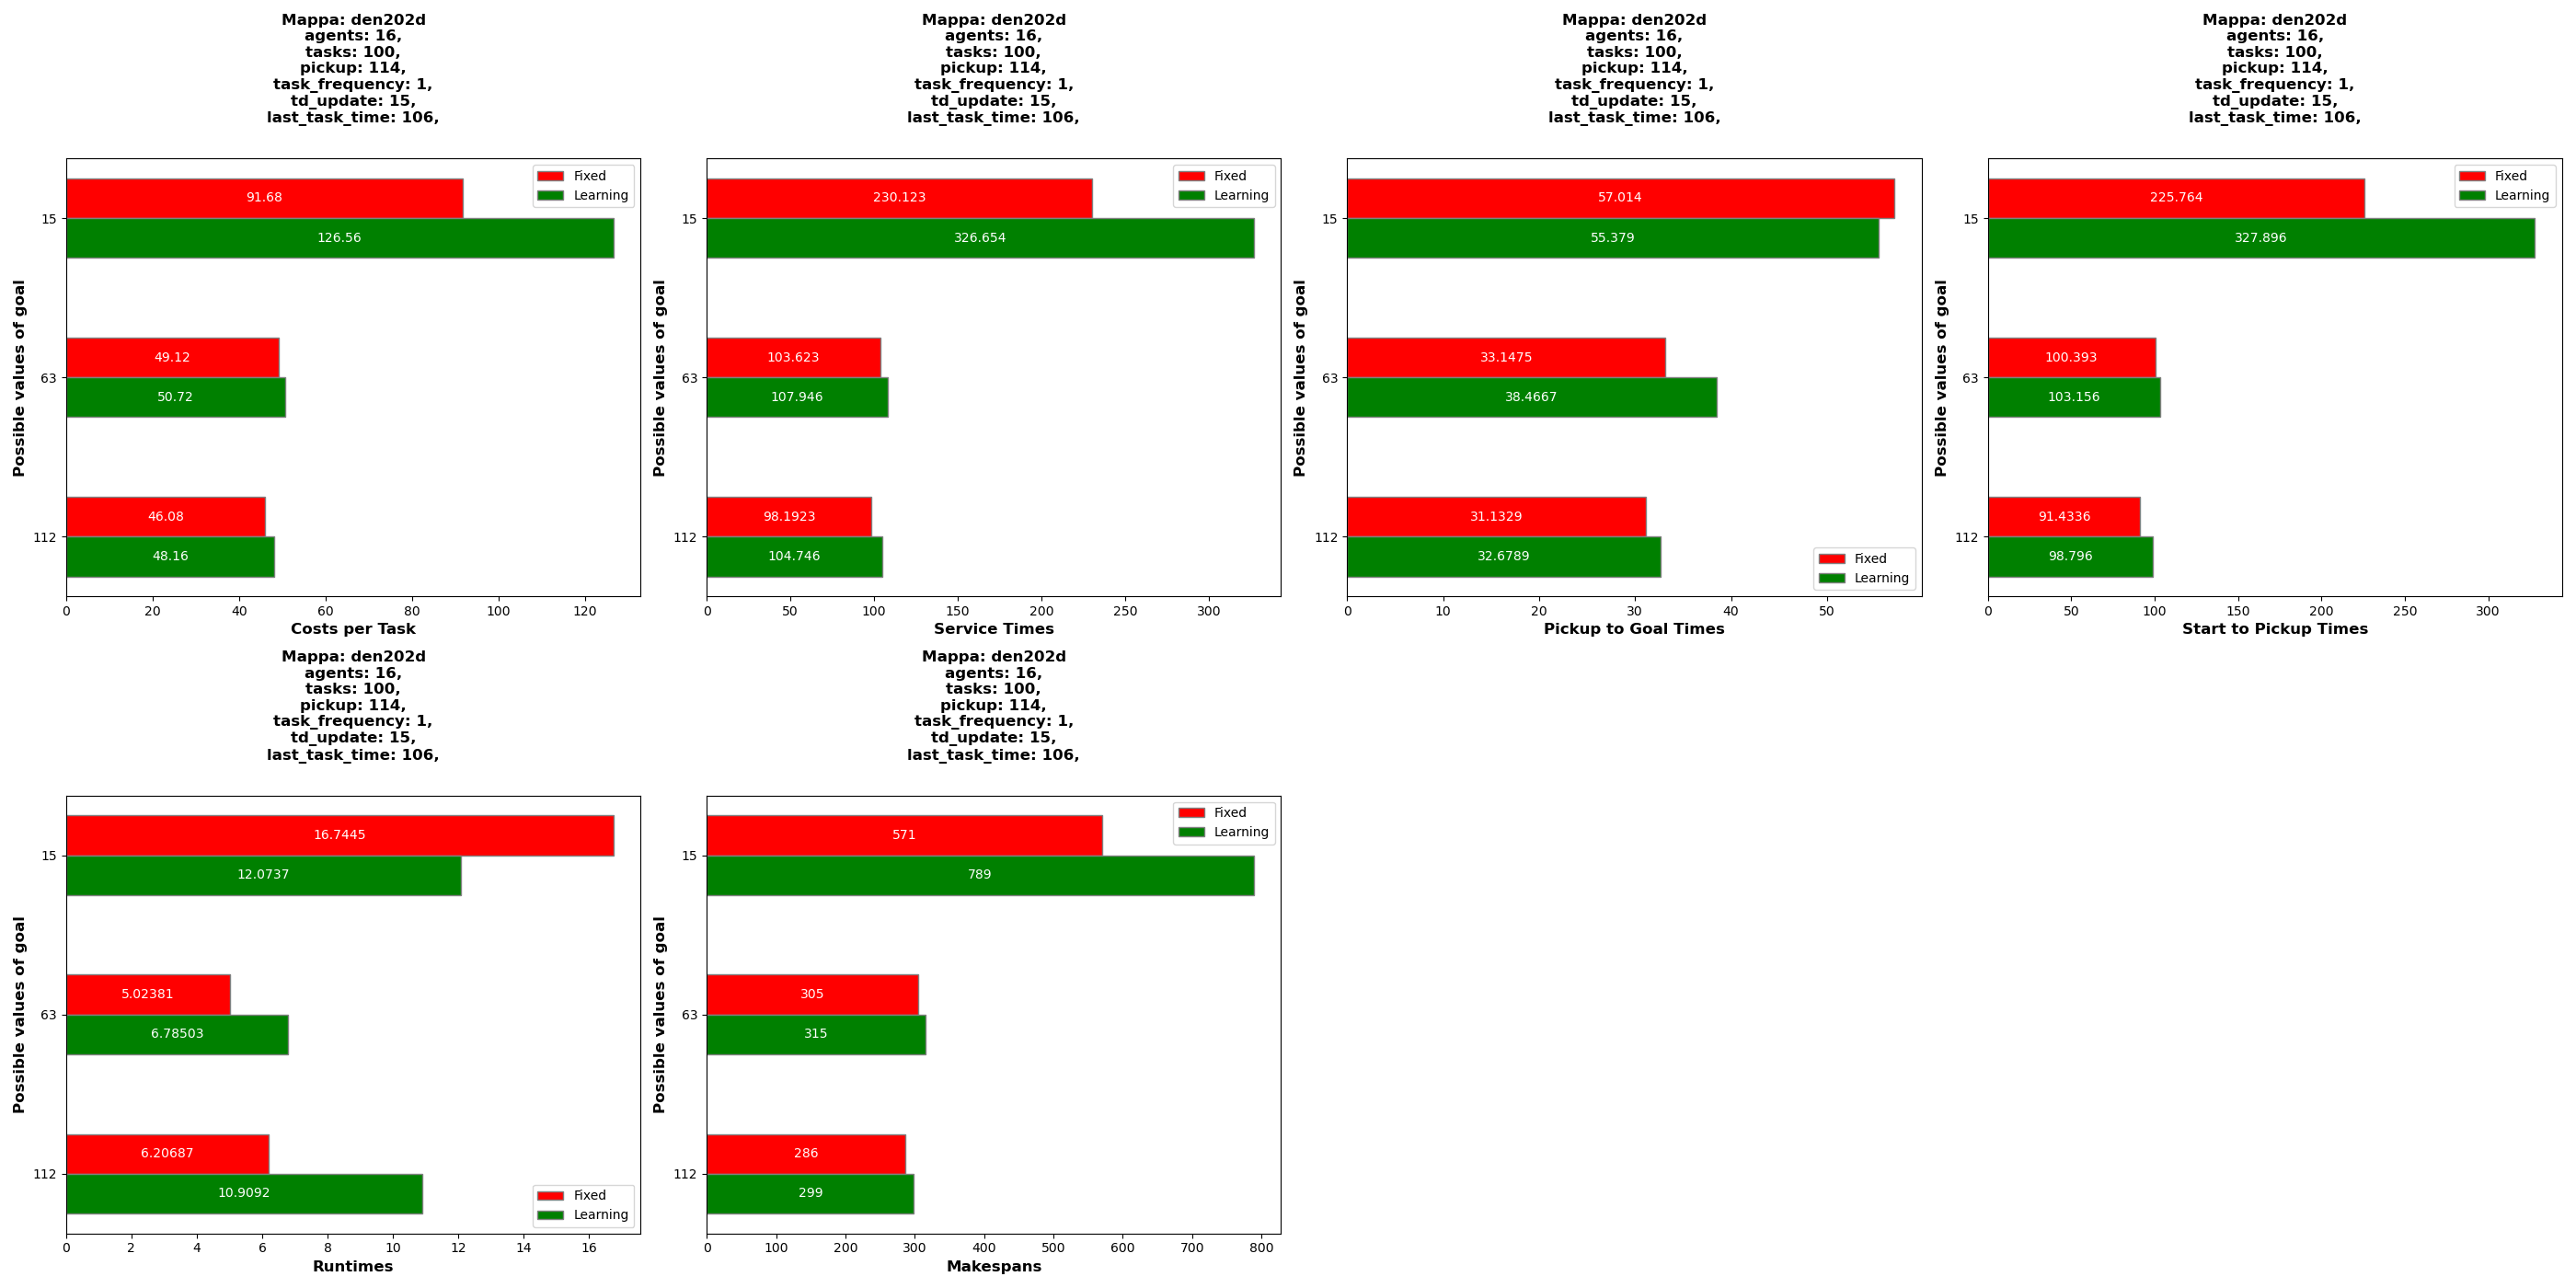 Mappa: den202d
agents: 16,
tasks: 100,
pickup: 114,
task_frequency: 1,
td_update: 15,
last_task_time: 106,
Fixed
Learning
Possible values of goal
15
91.68
126.56
63
49.12
50.72
112
46.08
48.16
0 20 40 60 80 100 120
Costs per Task
Mappa: den202d
agents: 16,
tasks: 100,
pickup: 114,
task_frequency: 1,
td_update: 15,
last_task_time: 106,
Fixed
Learning
Possible values of goal
15
230.123
326.654
63
103.623
107.946
112
98.1923
104.746
0 50 100 150 200 250 300
Service Times
Mappa: den202d
agents: 16,
tasks: 100,
pickup: 114,
task_frequency: 1,
td_update: 15,
last_task_time: 106,
Possible values of goal
15
57.014
55.379
63
33.1475
38.4667
112
31.1329
32.6789
Fixed
Learning
0 10 20 30 40 50
Pickup to Goal Times
Mappa: den202d
agents: 16,
tasks: 100,
pickup: 114,
task_frequency: 1,
td_update: 15,
last_task_time: 106,
Fixed
Learning
Possible values of goal
15
225.764
327.896
63
100.393
103.156
112
91.4336
98.796
0 50 100 150 200 250 300
Start to Pickup Times
Mappa: den202d
agents: 16,
tasks: 100,
pickup: 114,
task_frequency: 1,
td_update: 15,
last_task_time: 106,
Possible values of goal
15
16.7445
12.0737
63
5.02381
6.78503
112
6.20687
10.9092
Fixed
Learning
0 2 4 6 8 10 12 14 16
Runtimes
Mappa: den202d
agents: 16,
tasks: 100,
pickup: 114,
task_frequency: 1,
td_update: 15,
last_task_time: 106,
Fixed
Learning
Possible values of goal
15
571
789
63
305
315
112
286
299
0 100 200 300 400 500 600 700 800
Makespans